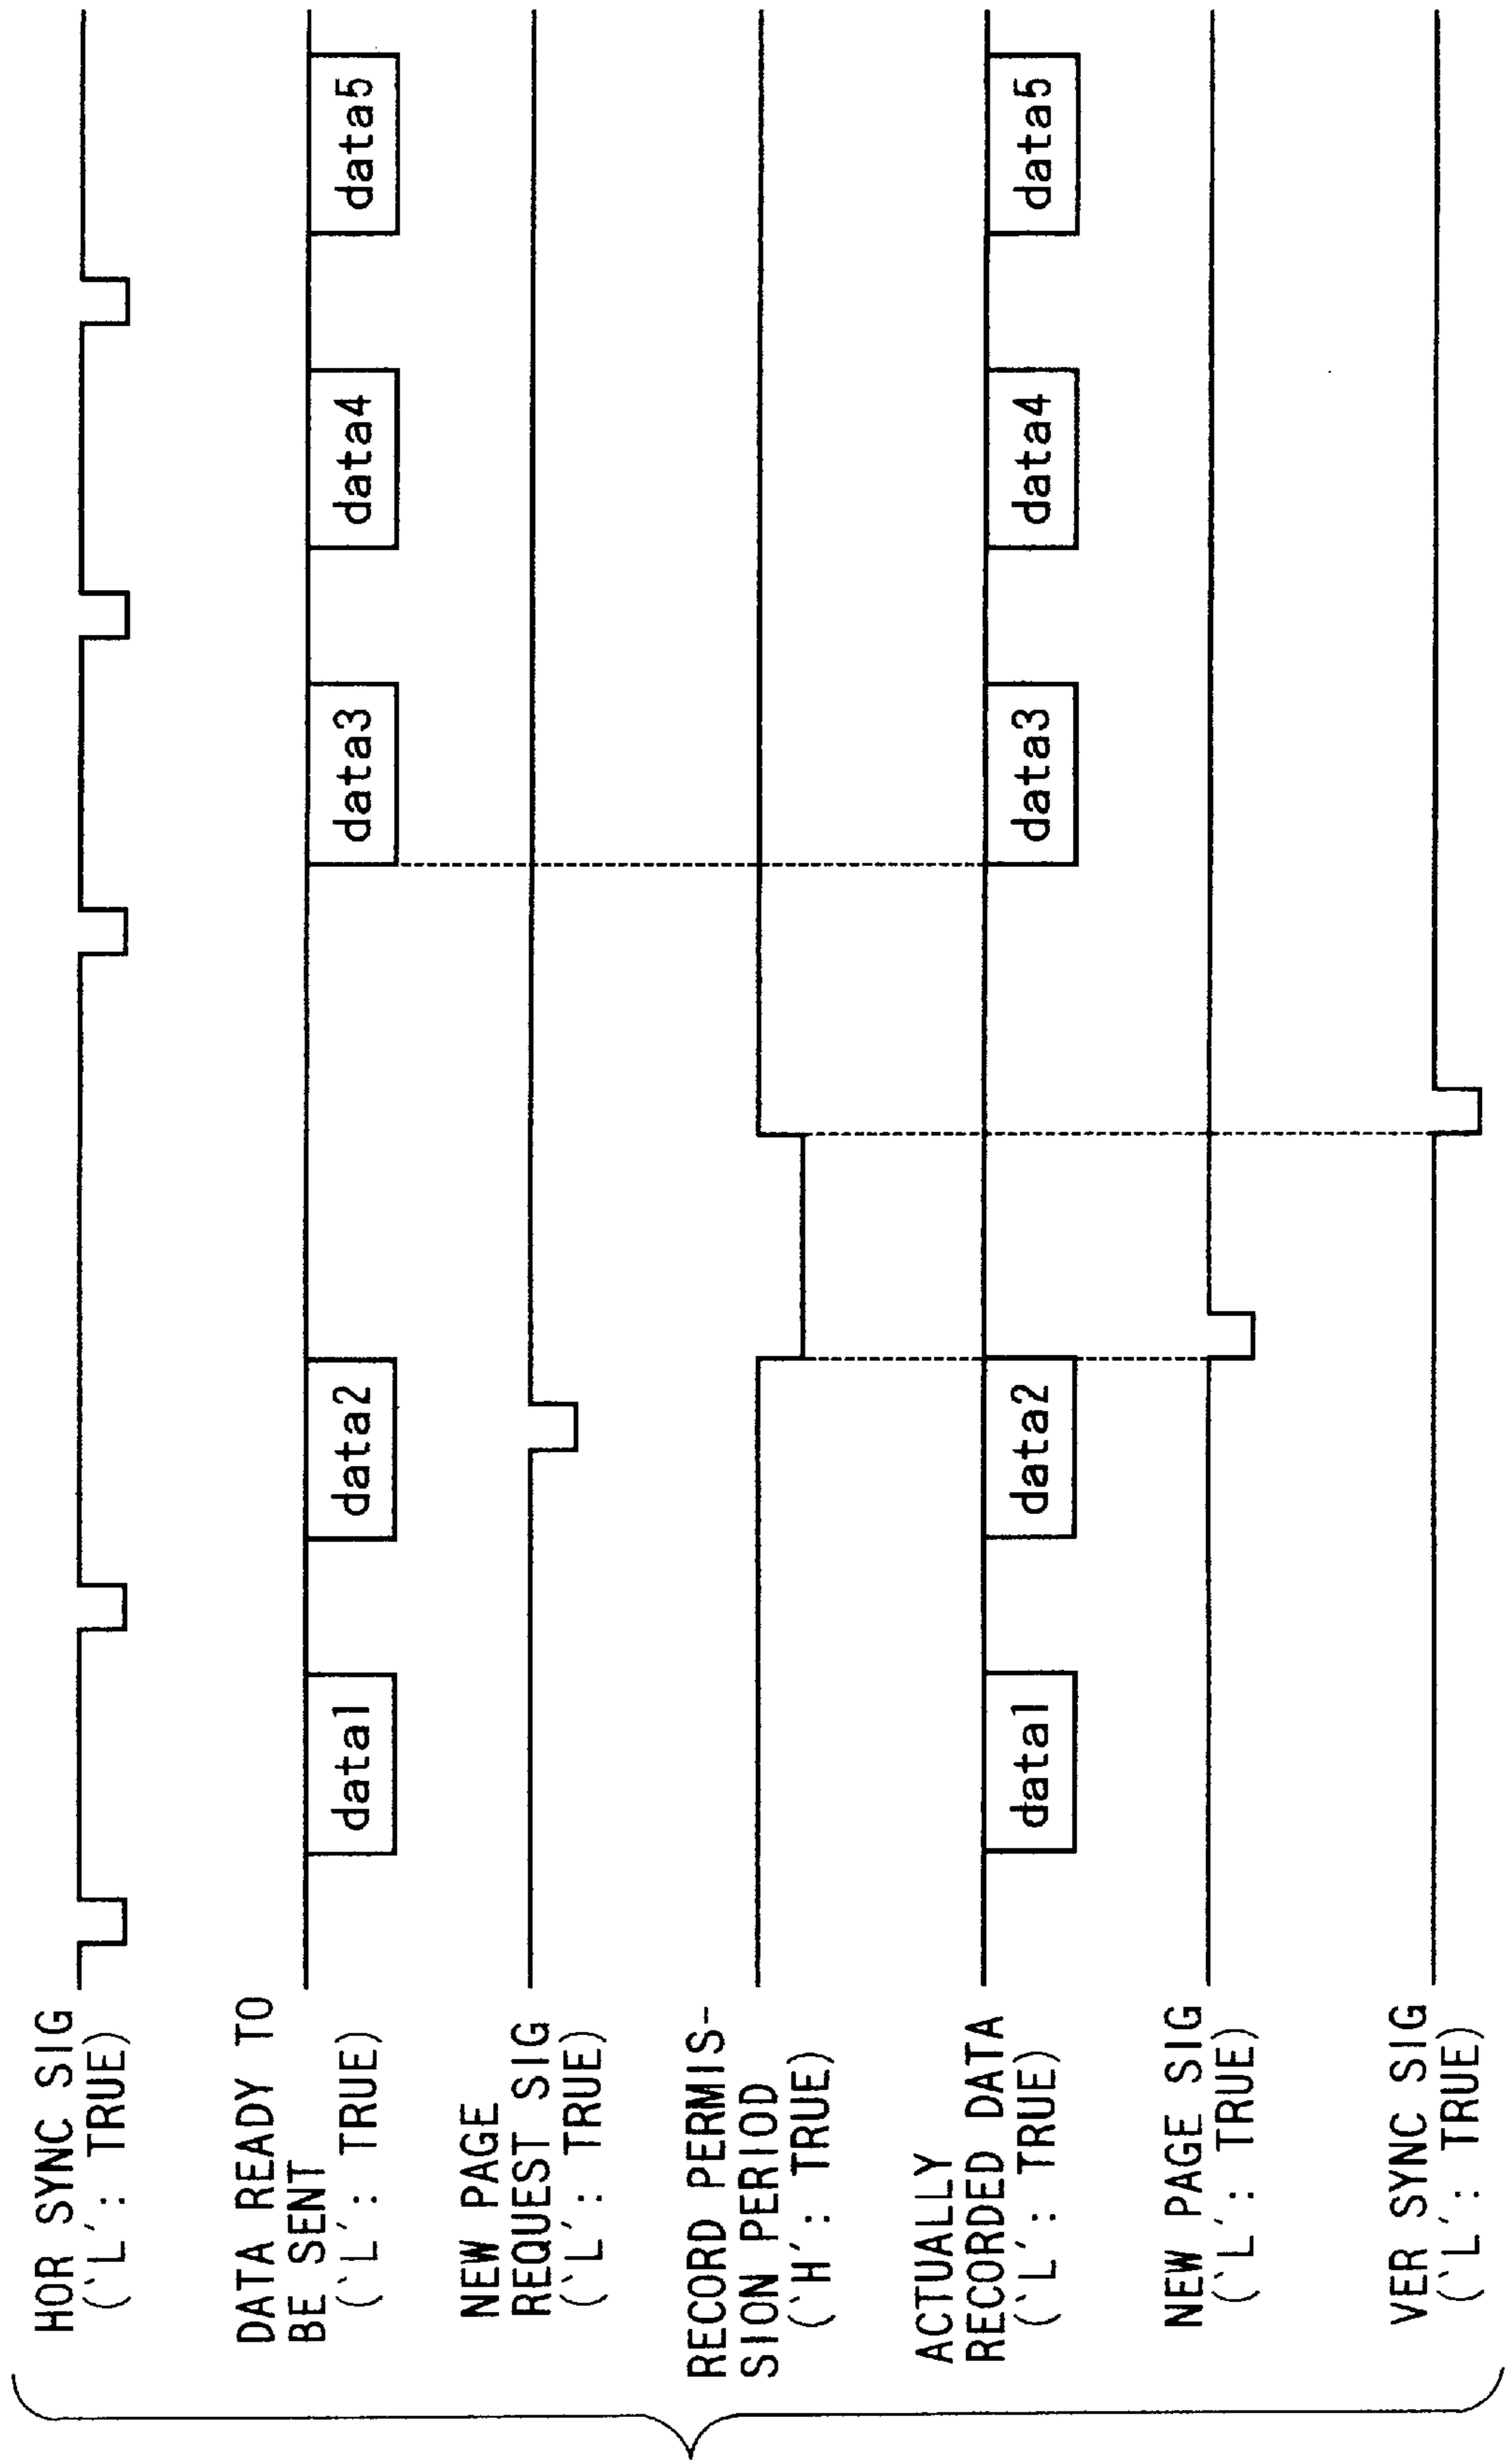 HOR SYNC SIG
(`L´: TRUE)
DATA READY TO
BE SENT
(`L´: TRUE)
data1
data2
data3
data4
data5
NEW PAGE
REQUEST SIG
(`L´: TRUE)
RECORD PERMIS-
SION PERIOD
(`H´: TRUE)
ACTUALLY
RECORDED DATA
(`L´: TRUE)
data1
data2
data3
data4
data5
NEW PAGE SIG
(`L´: TRUE)
VER SYNC SIG
(`L´: TRUE)